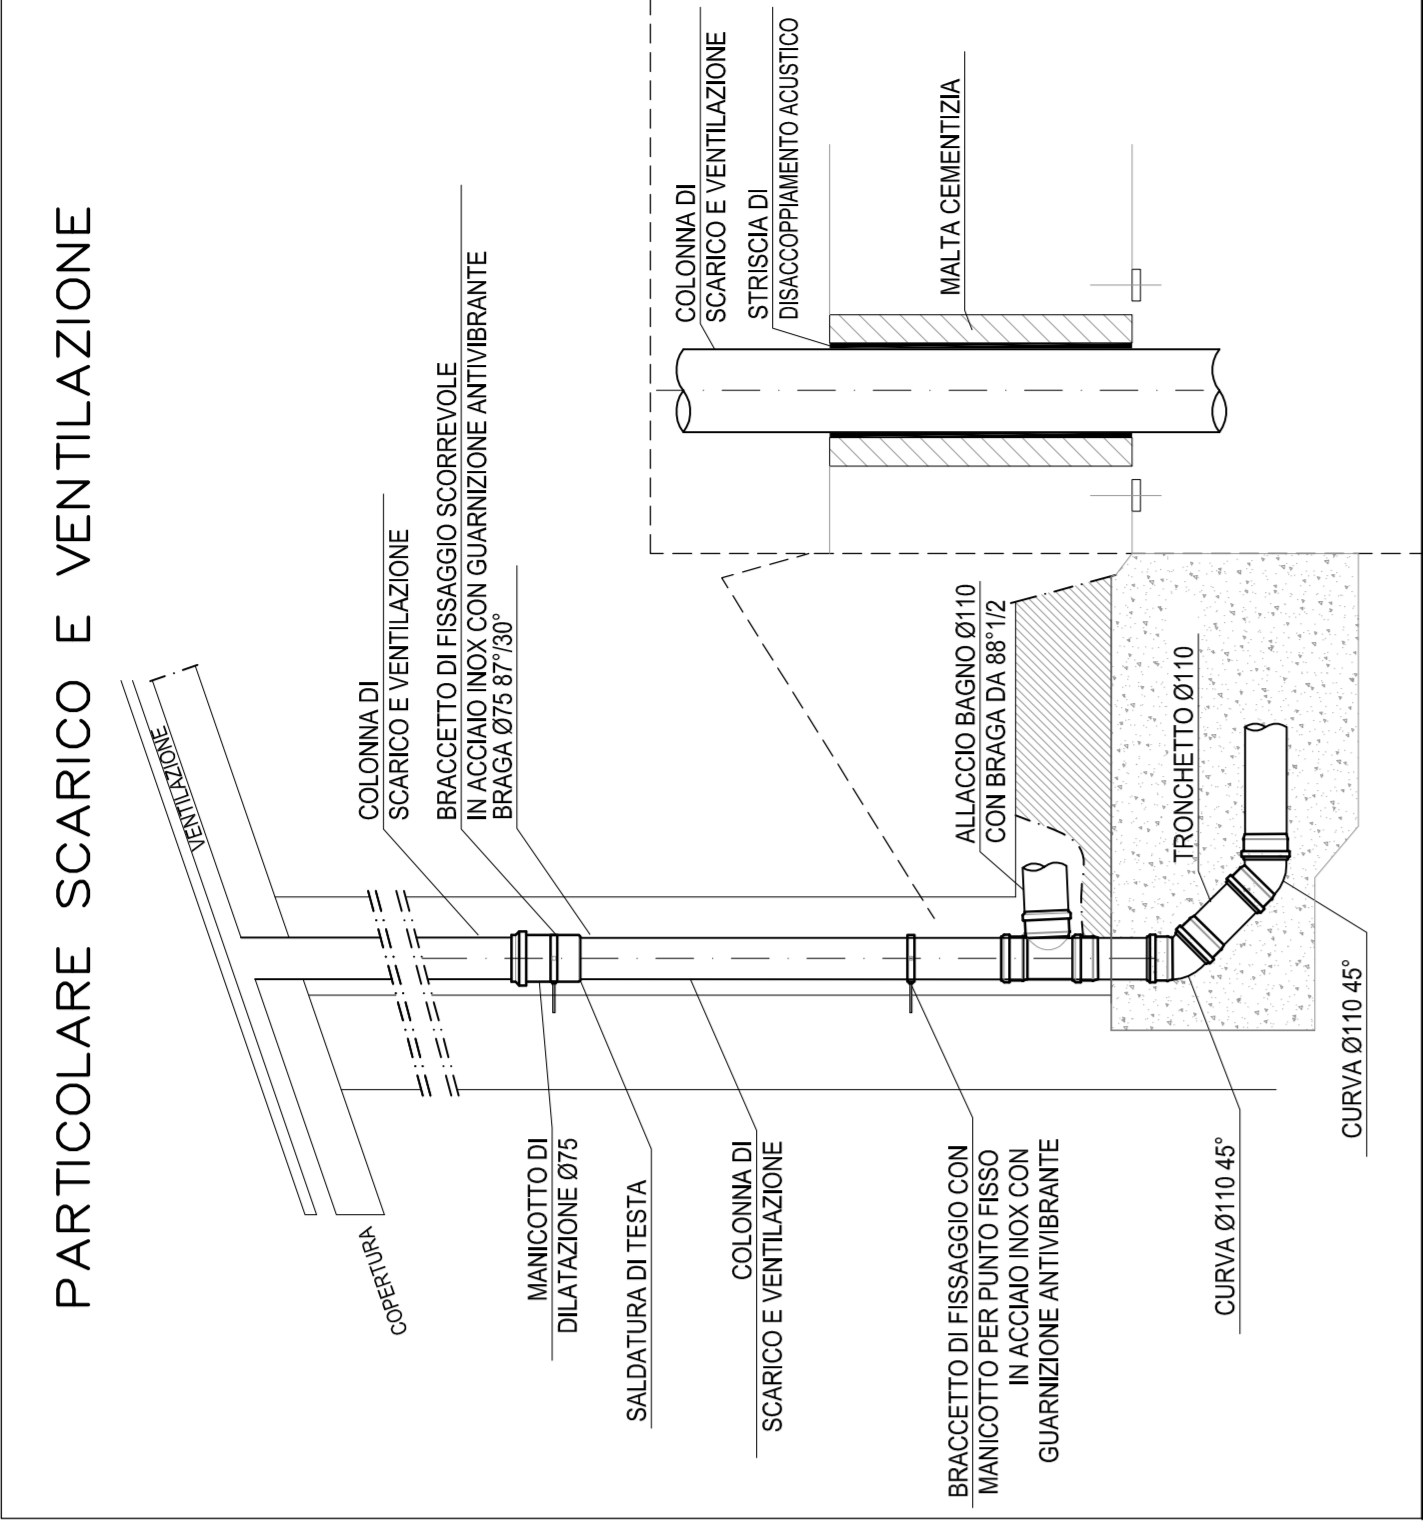 PARTICOLARE SCARICO E VENTILAZIONE
VENTILAZIONE
COPERTURA
COLONNA DI
SCARICO E VENTILAZIONE
BRACCETTO DI FISSAGGIO SCORREVOLE
IN ACCIAIO INOX CON GUARNIZIONE ANTIVIBRANTE
BRAGA Ø75 87°/30°
MANICOTTO DI
DILATAZIONE Ø75
SALDATURA DI TESTA
COLONNA DI
SCARICO E VENTILAZIONE
BRACCETTO DI FISSAGGIO CON
MANICOTTO PER PUNTO FISSO
IN ACCIAIO INOX CON
GUARNIZIONE ANTIVIBRANTE
ALLACCIO BAGNO Ø110
CON BRAGA DA 88°1/2
TRONCHETTO Ø110
CURVA Ø110 45°
CURVA Ø110 45°
COLONNA DI
SCARICO E VENTILAZIONE
STRISCIA DI
DISACCOPPIAMENTO ACUSTICO
MALTA CEMENTIZIA